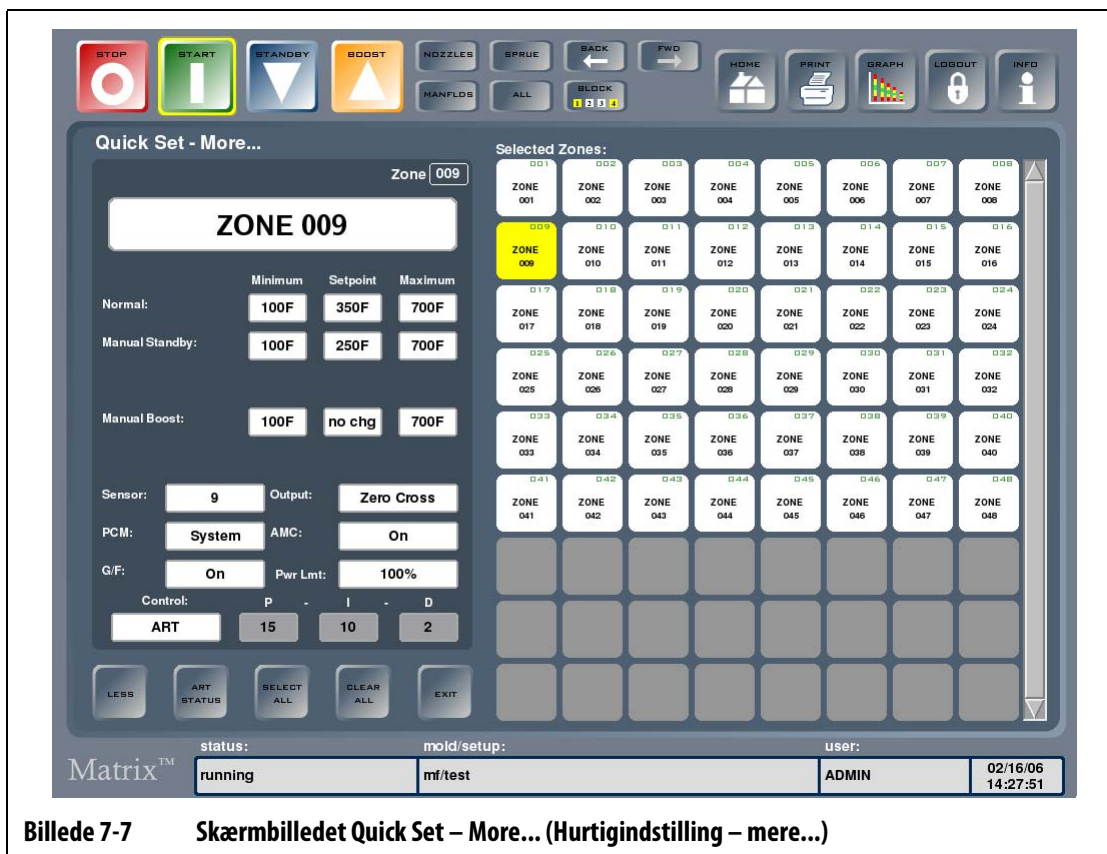 STOP START STANDBY BOOST NOZZLES SPRUE BACK FWD HOME PRINT GRAPH LOGOUT INFO
MANFLDS ALL BLOCK
1 2 3 4
Quick Set - More...
Zone 009
ZONE 009
Minimum Setpoint Maximum
Normal: 100F 350F 700F
Manual Standby: 100F 250F 700F
Manual Boost: 100F no chg 700F
Sensor: 9 Output: Zero Cross
PCM: System AMC: On
G/F: On Pwr Lmt: 100%
Control: P - I - D
ART 15 10 2
LESS ART STATUS SELECT ALL CLEAR ALL EXIT
Selected Zones:
001 002 003 004 005 006 007 008
ZONE ZONE ZONE ZONE ZONE ZONE ZONE ZONE
001 002 003 004 005 006 007 008
009 010 011 012 013 014 015 016
ZONE ZONE ZONE ZONE ZONE ZONE ZONE ZONE
009 010 011 012 013 014 015 016
017 018 019 020 021 022 023 024
ZONE ZONE ZONE ZONE ZONE ZONE ZONE ZONE
017 018 019 020 021 022 023 024
025 026 027 028 029 030 031 032
ZONE ZONE ZONE ZONE ZONE ZONE ZONE ZONE
025 026 027 028 029 030 031 032
033 034 035 036 037 038 039 040
ZONE ZONE ZONE ZONE ZONE ZONE ZONE ZONE
033 034 035 036 037 038 039 040
041 042 043 044 045 046 047 048
ZONE ZONE ZONE ZONE ZONE ZONE ZONE ZONE
041 042 043 044 045 046 047 048
status: mold/setup: user:
Matrix™ running mf/test ADMIN 02/16/06
14:27:51
Billede 7-7 Skærmbilledet Quick Set – More... (Hurtigindstilling – mere...)